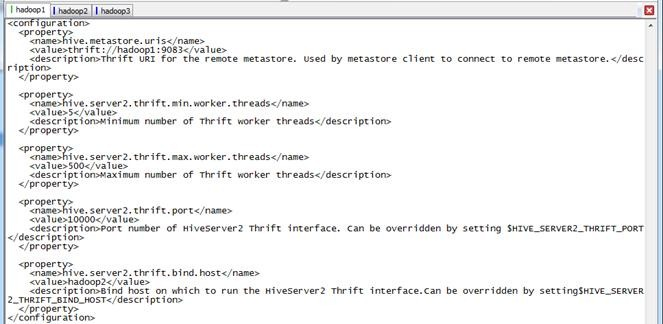 hadoop1 hadoop2 hadoop3
<configuration>
  <property>
    <name>hive.metastore.uris</name>
    <value>thrift://hadoop1:9083</value>
    <description>Thrift URI for the remote metastore. Used by metastore client to connect to remote metastore.</desc
ription>
  </property>
  <property>
    <name>hive.server2.thrift.min.worker.threads</name>
    <value>5</value>
    <description>Minimum number of Thrift worker threads</description>
  </property>
  <property>
    <name>hive.server2.thrift.max.worker.threads</name>
    <value>500</value>
    <description>Maximum number of Thrift worker threads</description>
  </property>
  <property>
    <name>hive.server2.thrift.port</name>
    <value>10000</value>
    <description>Port number of HiveServer2 Thrift interface. Can be overridden by setting $HIVE_SERVER2_THRIFT_PORT
</description>
  </property>
  <property>
    <name>hive.server2.thrift.bind.host</name>
    <value>hadoop2</value>
    <description>Bind host on which to run the HiveServer2 Thrift interface.Can be overridden by setting$HIVE_SERVER
2_THRIFT_BIND_HOST</description>
  </property>
</configuration>